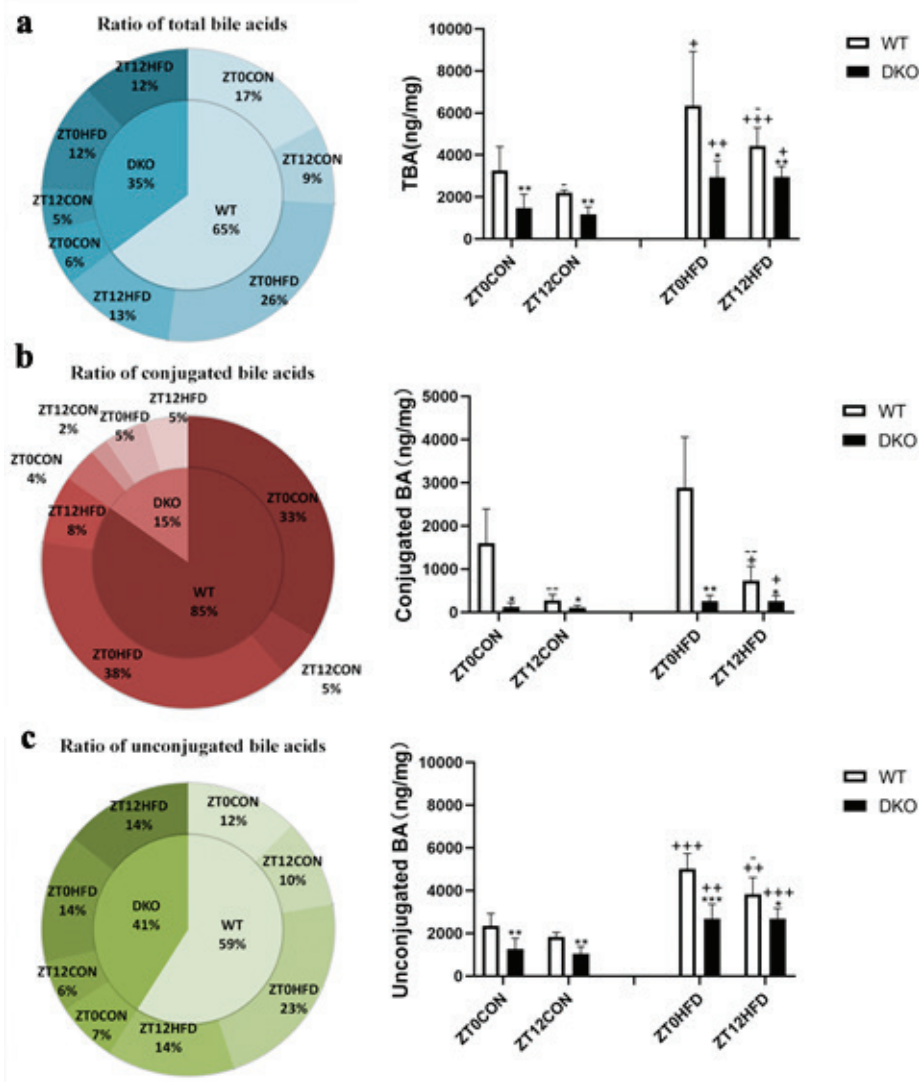 a
Ratio of total bile acids
ZT12HFD
12%
ZT0CON
17%
ZT0HFD
12%
DKO
35%
ZT12CON
9%
ZT12CON
5%
WT
65%
ZT0CON
6%
ZT12HFD
13%
ZT0HFD
26%
TBA(ng/mg)
10000
8000
6000
4000
2000
0
ZT0CON
ZT12CON
ZT0HFD
ZT12HFD
**
-
**
+
++
*
-
+++
+
**
WT
DKO
b
Ratio of conjugated bile acids
ZT12CON
2%
ZT0HFD
5%
ZT12HFD
5%
ZT0CON
4%
ZT12HFD
8%
DKO
15%
ZT0CON
33%
WT
85%
ZT0HFD
38%
ZT12CON
5%
Conjugated BA(ng/mg)
5000
4000
3000
2000
1000
0
ZT0CON
ZT12CON
ZT0HFD
ZT12HFD
*
--
*
**
--
+
+
*
WT
DKO
c
Ratio of unconjugated bile acids
ZT12HFD
14%
ZT0CON
12%
ZT0HFD
14%
DKO
41%
ZT12CON
10%
WT
59%
ZT12CON
6%
ZT0CON
7%
ZT12HFD
14%
ZT0HFD
23%
Unconjugated BA(ng/mg)
10000
8000
6000
4000
2000
0
ZT0CON
ZT12CON
ZT0HFD
ZT12HFD
**
**
+++
++
***
-
++
+++
*
WT
DKO